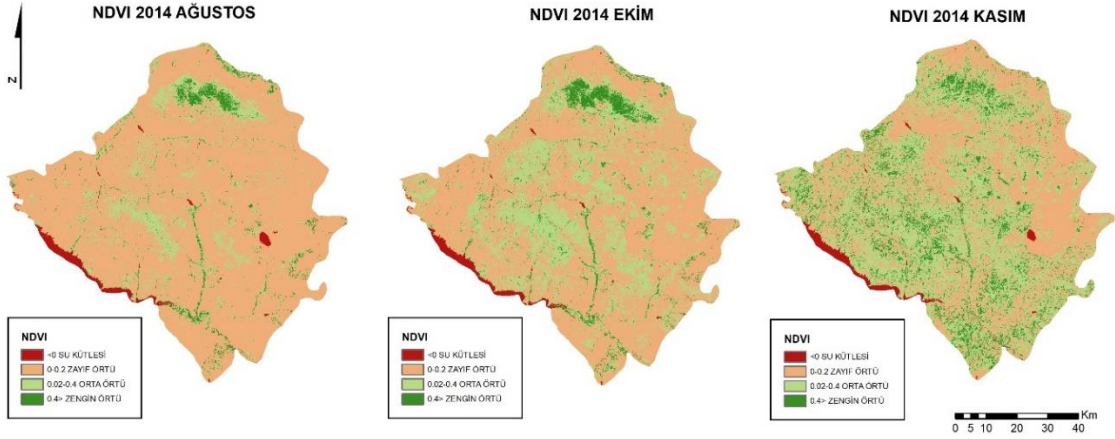 NDVI 2014 AĞUSTOS
NDVI 2014 EKİM
NDVI 2014 KASIM
N
NDVI
<0 SU KÜTLESİ
0-0.2 ZAYIF ÖRTÜ
0.02-0.4 ORTA ÖRTÜ
0.4> ZENGİN ÖRTÜ
NDVI
<0 SU KÜTLESİ
0-0.2 ZAYIF ÖRTÜ
0.02-0.4 ORTA ÖRTÜ
0.4> ZENGİN ÖRTÜ
NDVI
<0 SU KÜTLESİ
0-0.2 ZAYIF ÖRTÜ
0.02-0.4 ORTA ÖRTÜ
0.4> ZENGİN ÖRTÜ
Km
0 5 10 20 30 40